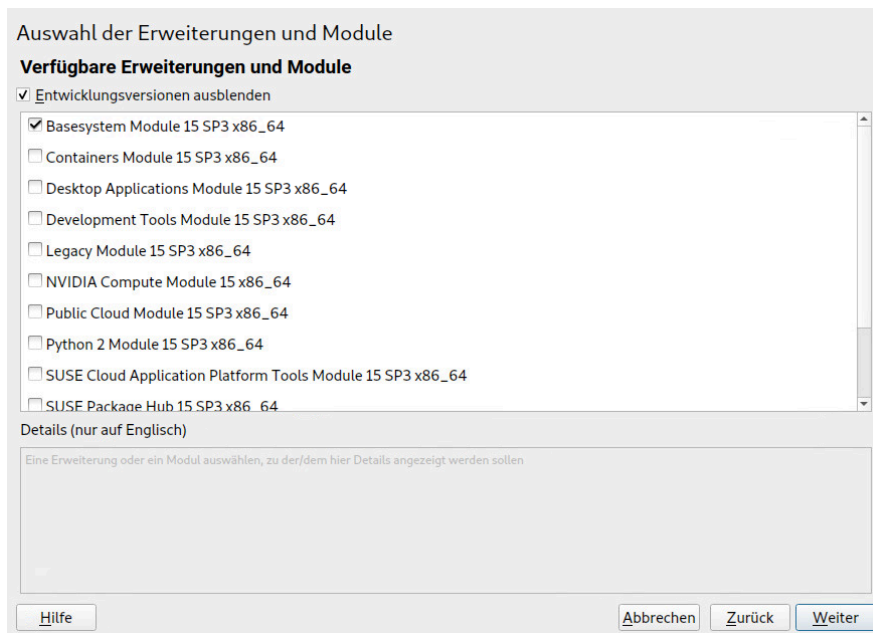 Auswahl der Erweiterungen und Module
Verfügbare Erweiterungen und Module
Entwicklungsversionen ausblenden
Basesystem Module 15 SP3 x86_64
Containers Module 15 SP3 x86_64
Desktop Applications Module 15 SP3 x86_64
Development Tools Module 15 SP3 x86_64
Legacy Module 15 SP3 x86_64
NVIDIA Compute Module 15 x86_64
Public Cloud Module 15 SP3 x86_64
Python 2 Module 15 SP3 x86_64
SUSE Cloud Application Platform Tools Module 15 SP3 x86_64
SUSE Package Hub 15 SP3 x86_64
Details (nur auf Englisch)
Eine Erweiterung oder ein Modul auswählen, zu der/dem hier Details angezeigt werden sollen
Hilfe Abbrechen Zurück Weiter